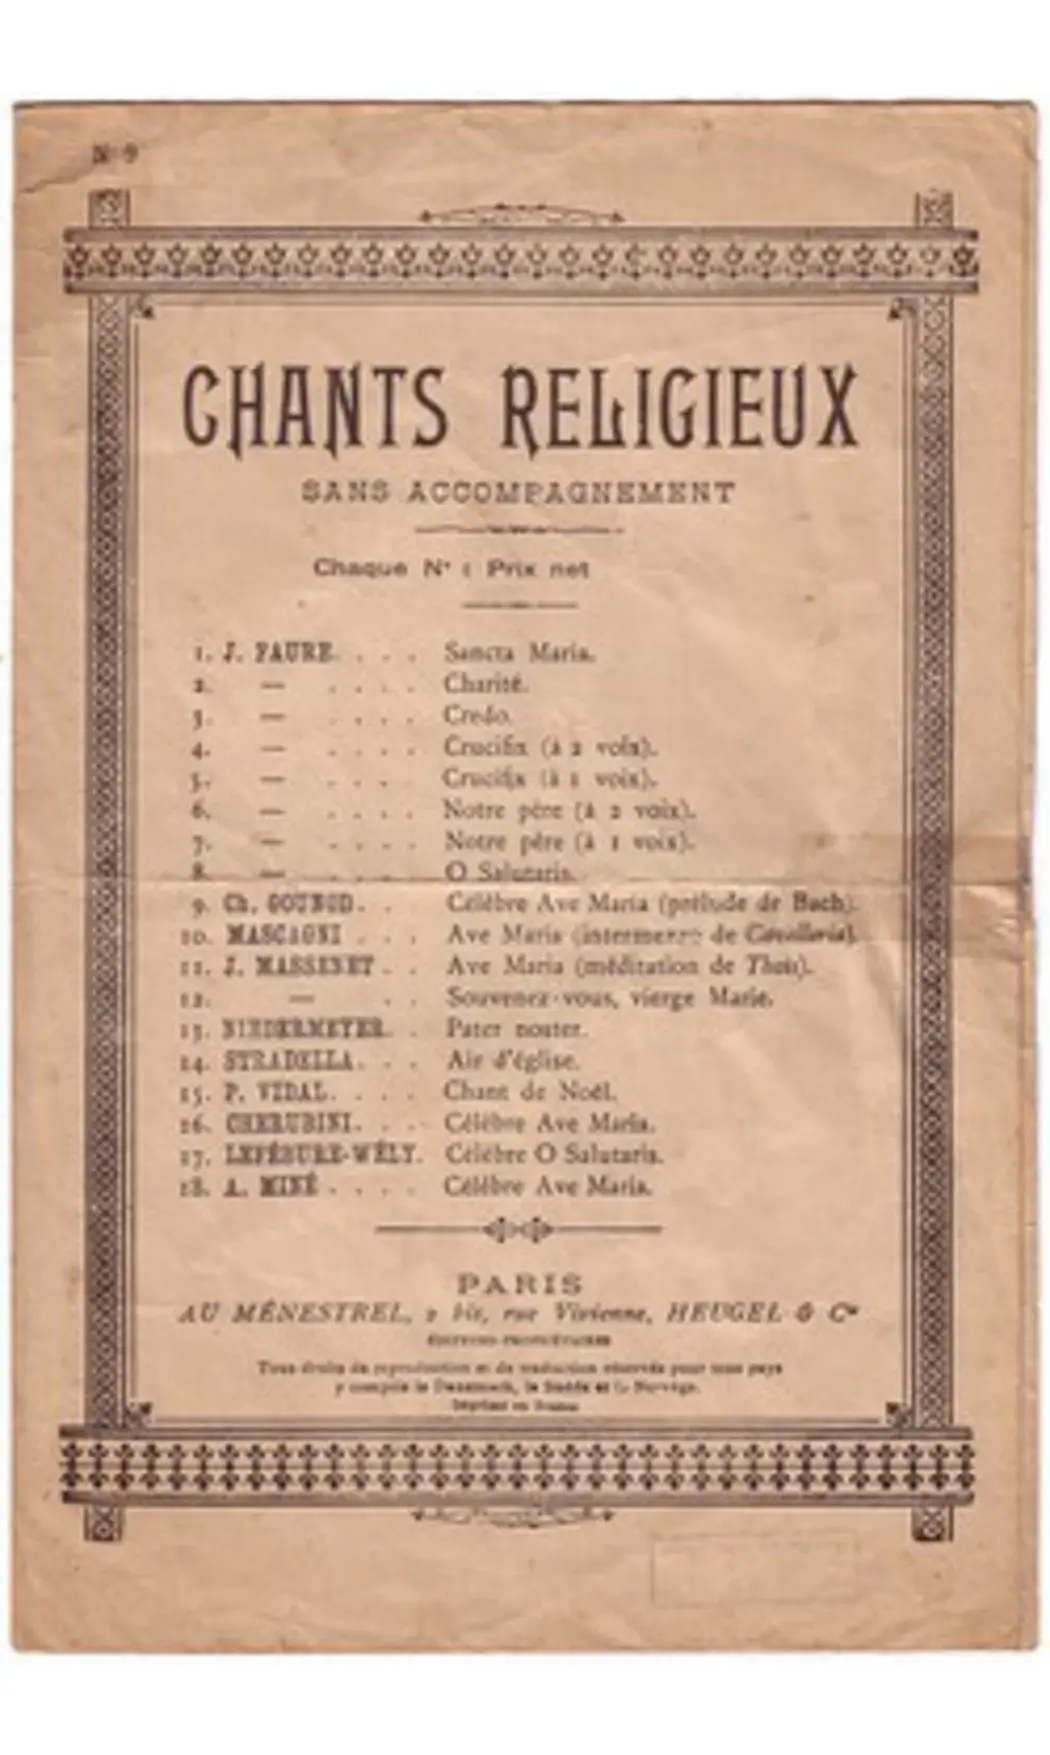 N° 9
CHANTS RELIGIEUX
SANS ACCOMPAGNEMENT
Chaque N° : Prix net
1. J. FAURE. . . . Sancta Maria.
2. — . . . . Charité.
3. — . . . . Credo.
4. — . . . . Crucifix (à 2 voix).
5. — . . . . Crucifix (à 1 voix).
6. — . . . . Notre père (à 2 voix).
7. — . . . . Notre père (à 1 voix).
8. — . . . . O Salutaris.
9. Ch. GOUNOD. . . Célèbre Ave Maria (prélude de Bach).
10. MASCAGNI . . . Ave Maria (intermezzo de Cavalleria).
11. J. MASSENET . . Ave Maria (méditation de Thaïs).
12. — . . Souvenez-vous, vierge Marie.
13. NIEDERMEYER. . Pater noster.
14. STRADELLA. . . Air d'église.
15. P. VIDAL. . . . Chant de Noël.
16. CHERUBINI. . . Célèbre Ave Maria.
17. LEFÉBURE-WÉLY. Célèbre O Salutaris.
18. A. MINÉ . . . . Célèbre Ave Maria.
PARIS
AU MÉNESTREL, 2 bis, rue Vivienne, HEUGEL & Cie
ÉDITEURS-PROPRIÉTAIRES
Tous droits de reproduction et de traduction réservés pour tous pays
y compris le Danemark, la Suède et la Norvège.
Imprimé en France